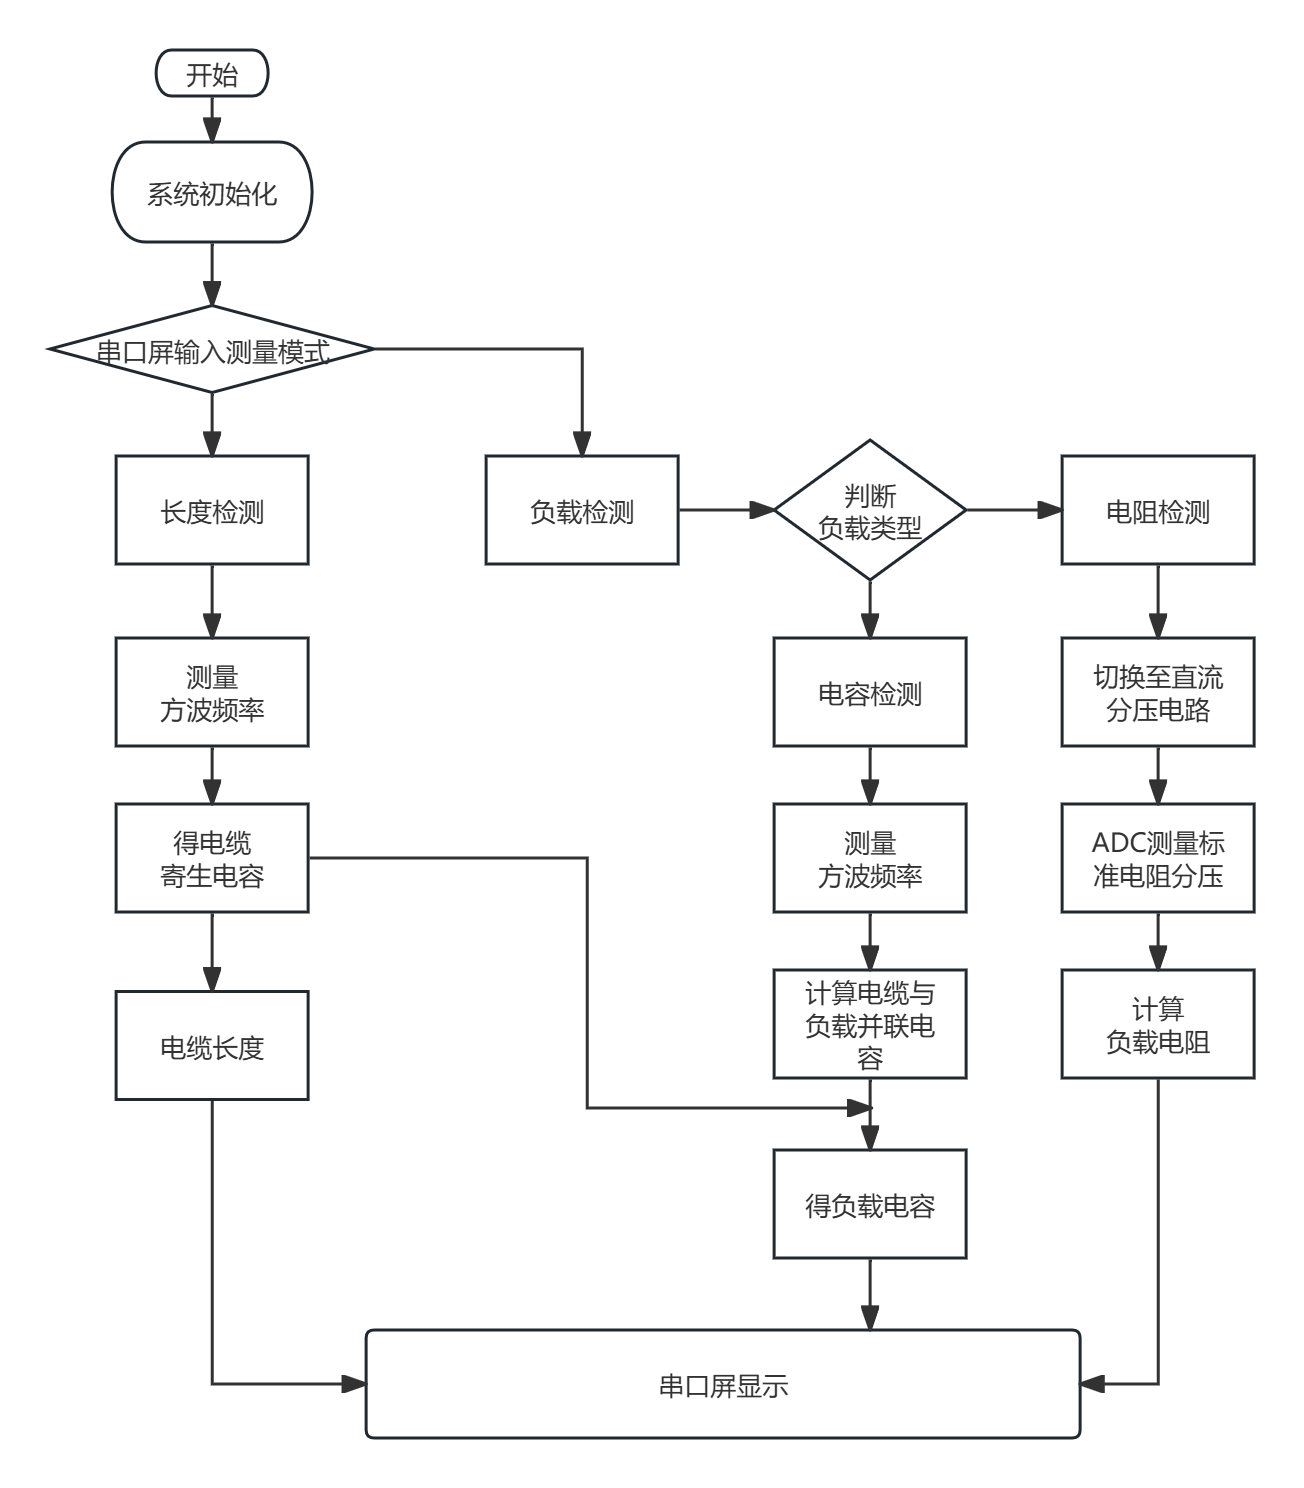 开始
系统初始化
串口屏输入测量模式
长度检测
负载检测
判断
负载类型
电阻检测
测量
方波频率
电容检测
切换至直流
分压电路
得电缆
寄生电容
测量
方波频率
ADC测量标
准电阻分压
电缆长度
计算电缆与
负载并联电
容
计算
负载电阻
得负载电容
串口屏显示